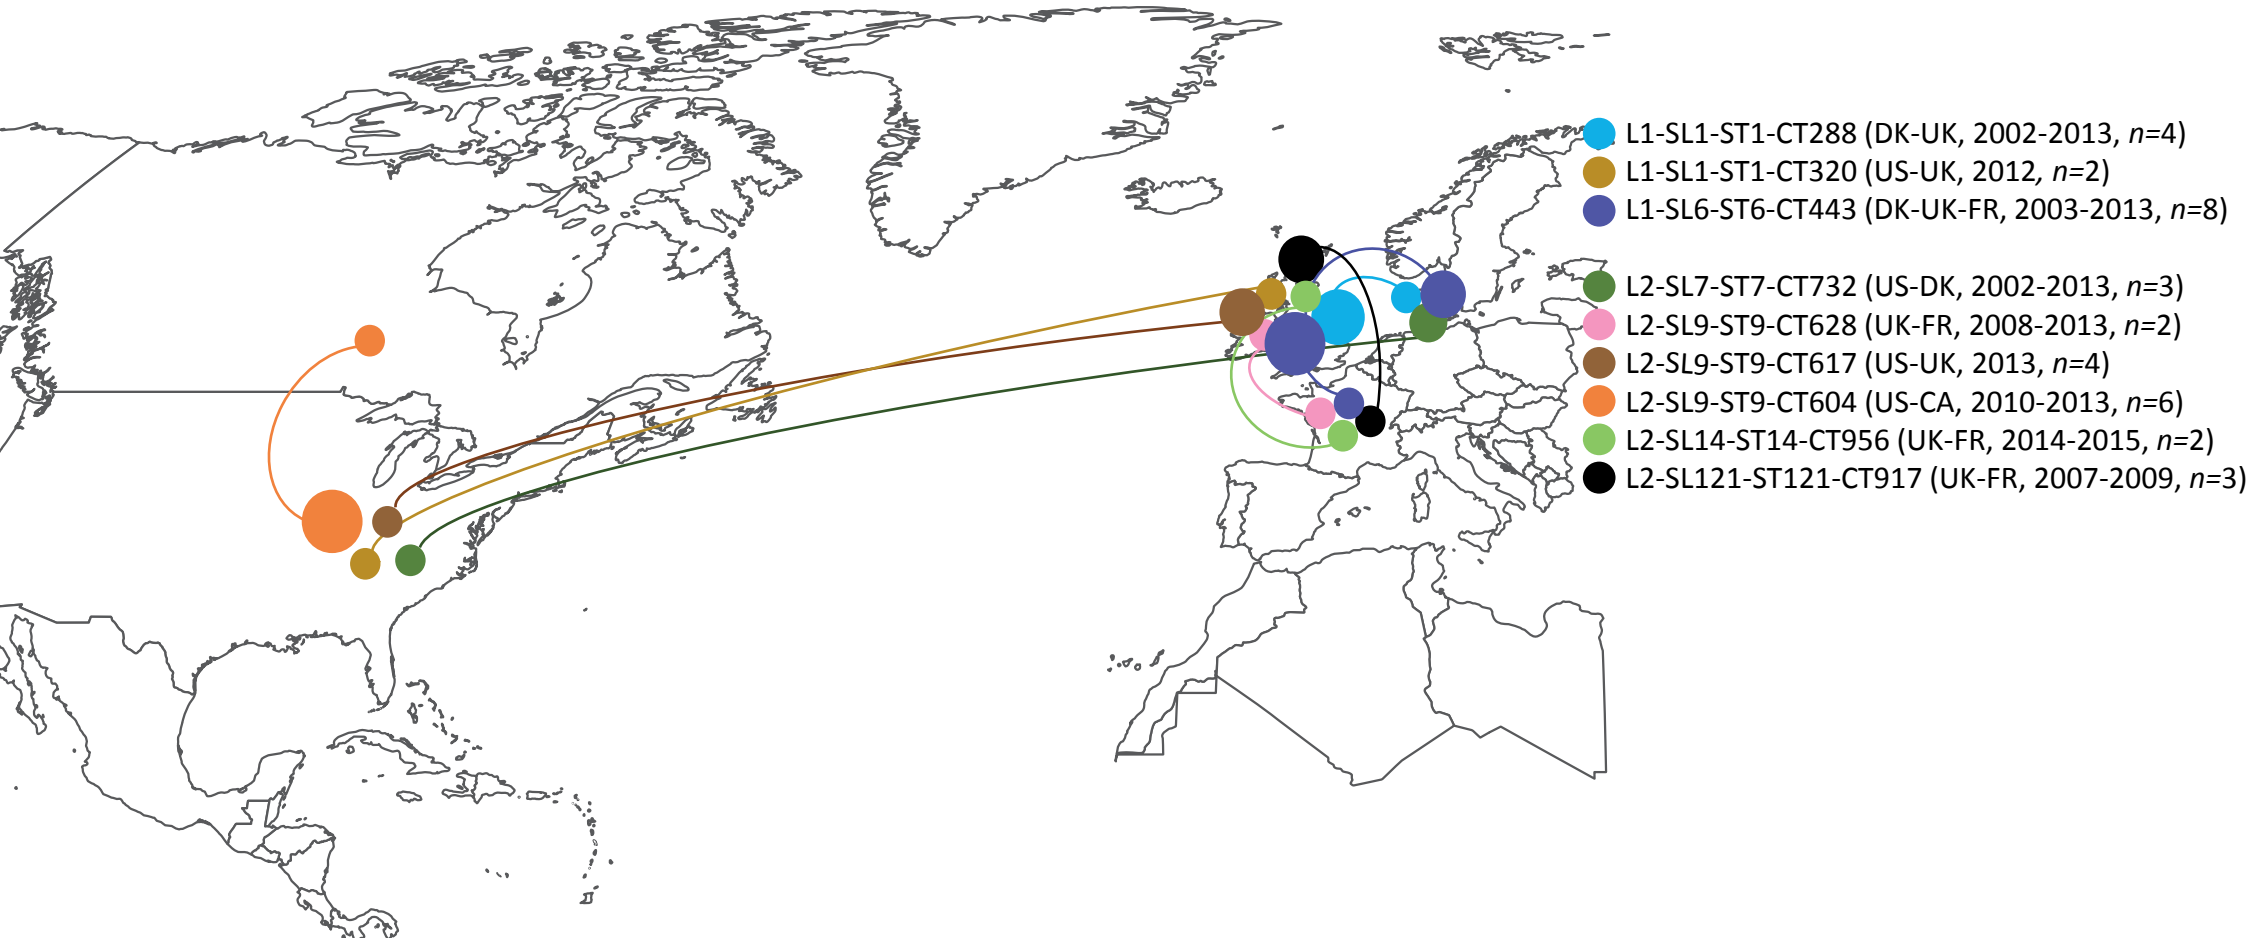 L1-SL1-ST1-CT288 (DK-UK, 2002-2013, n=4)
L1-SL1-ST1-CT320 (US-UK, 2012, n=2)
L1-SL6-ST6-CT443 (DK-UK-FR, 2003-2013, n=8)
L2-SL7-ST7-CT732 (US-DK, 2002-2013, n=3)
L2-SL9-ST9-CT628 (UK-FR, 2008-2013, n=2)
L2-SL9-ST9-CT617 (US-UK, 2013, n=4)
L2-SL9-ST9-CT604 (US-CA, 2010-2013, n=6)
L2-SL14-ST14-CT956 (UK-FR, 2014-2015, n=2)
L2-SL121-ST121-CT917 (UK-FR, 2007-2009, n=3)